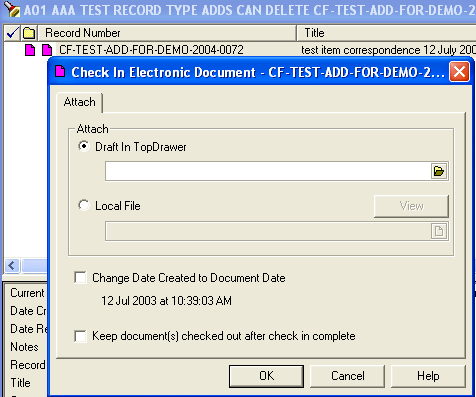 A01 AAA TEST RECORD TYPE ADDS CAN DELETE CF-TEST-ADD-FOR-DEMO-2
Record Number Title
CF-TEST-ADD-FOR-DEMO-2004-0072 test item correspondence 12 July 200
Check In Electronic Document - CF-TEST-ADD-FOR-DEMO-2...
Attach
Attach
Draft In TopDrawer
Local File View
Change Date Created to Document Date
12 Jul 2003 at 10:39:03 AM
Keep document(s) checked out after check in complete
OK Cancel Help
Current
Date Cr
Date Re
Notes
Record
Title